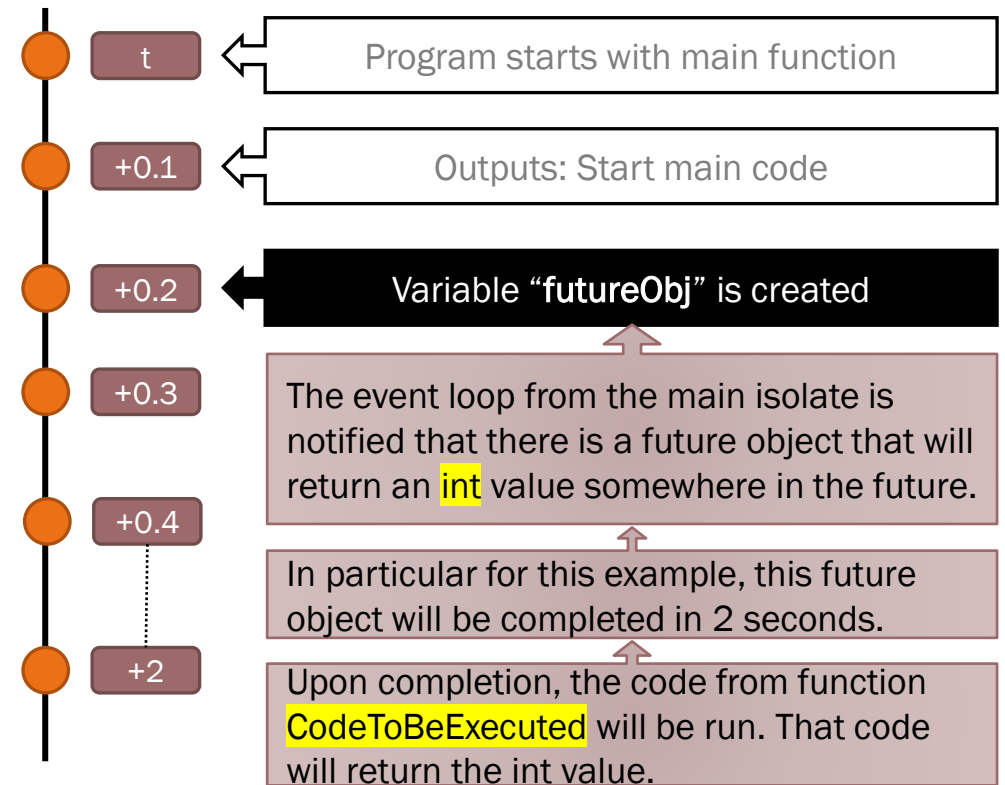 t
Program starts with main function
+0.1
Outputs: Start main code
+0.2
Variable “futureObj” is created
+0.3
The event loop from the main isolate is
notified that there is a future object that will
return an int value somewhere in the future.
+0.4
In particular for this example, this future
object will be completed in 2 seconds.
+2
Upon completion, the code from function
CodeToBeExecuted will be run. That code
will return the int value.